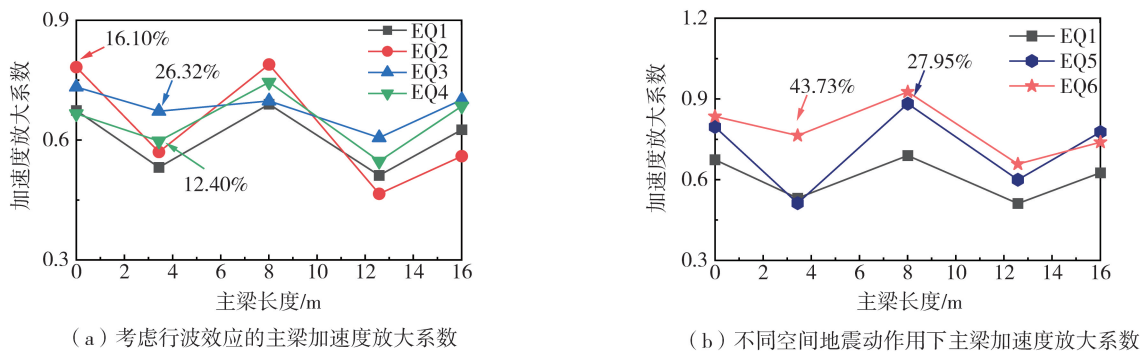 0.9
0.6
0.3
加速度放大系数
16.10%
26.32%
12.40%
EQ1
EQ2
EQ3
EQ4
0 2 4 6 8 10 12 14 16
主梁长度/m
（a）考虑行波效应的主梁加速度放大系数
1.2
0.9
0.6
0.3
加速度放大系数
43.73%
27.95%
EQ1
EQ5
EQ6
0 2 4 6 8 10 12 14 16
主梁长度/m
（b）不同空间地震动作用下主梁加速度放大系数